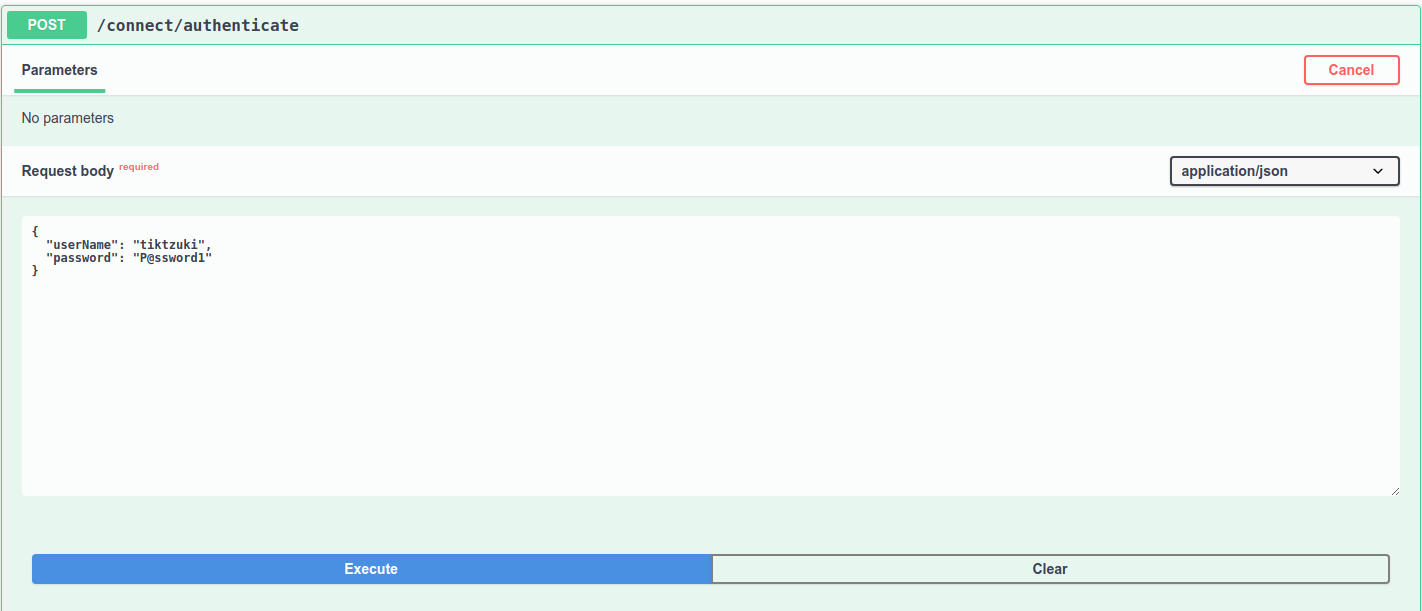 POST /connect/authenticate
Parameters
Cancel
No parameters
Request body required
application/json
{
  "userName": "tiktzuki",
  "password": "P@ssword1"
}
Execute
Clear